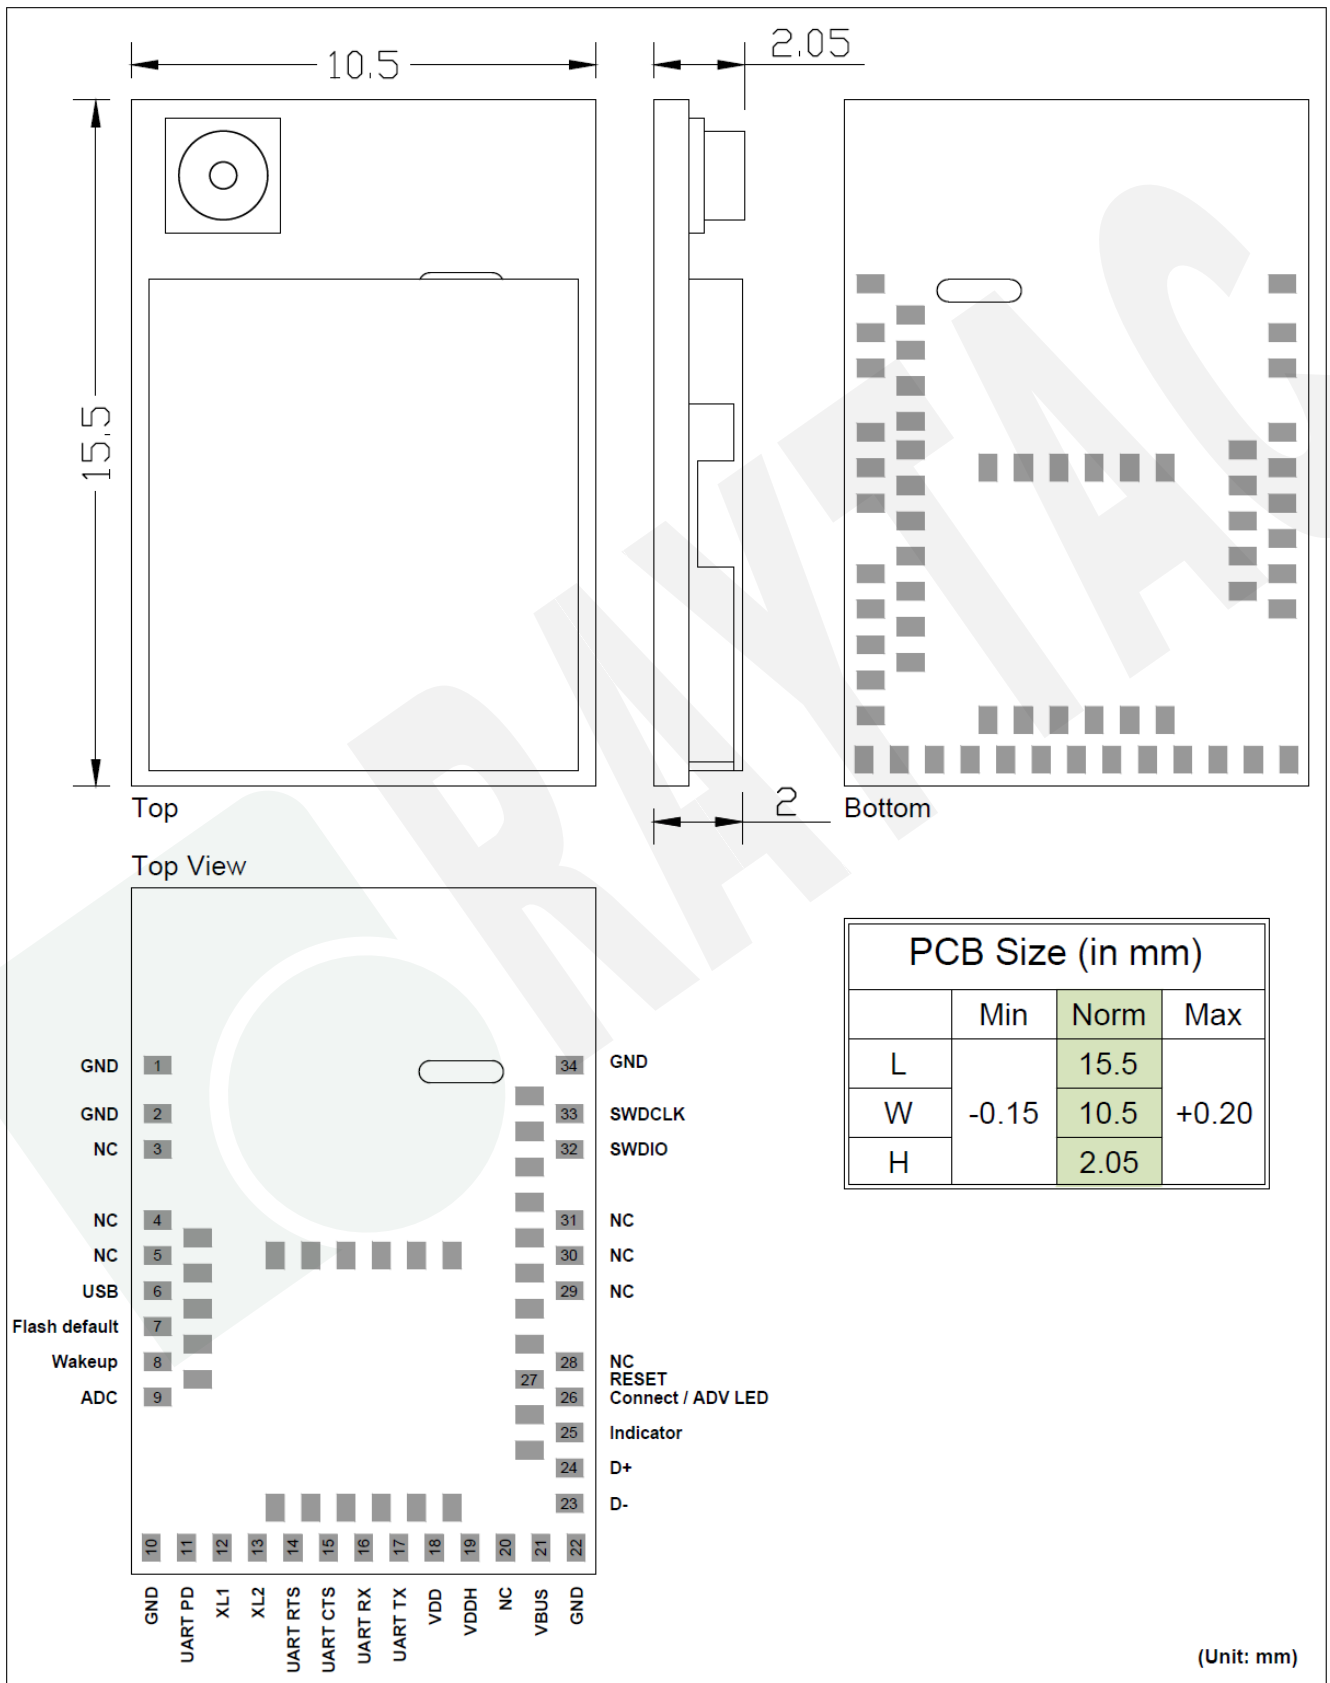 10.5
2.05
15.5
2
Top
Bottom
Top View
RAYTAC
PCB Size (in mm)
Min Norm Max
L 15.5
W -0.15 10.5 +0.20
H 2.05
GND 1 34 GND
GND 2 33 SWDCLK
NC 3 32 SWDIO
NC 4 31 NC
NC 5 30 NC
USB 6 29 NC
Flash default 7
Wakeup 8 28 NC
27 RESET
ADC 9 26 Connect / ADV LED
25 Indicator
24 D+
23 D-
10 11 12 13 14 15 16 17 18 19 20 21 22
GND UART PD XL1 XL2 UART RTS UART CTS UART RX UART TX VDD VDDH NC VBUS GND
(Unit: mm)